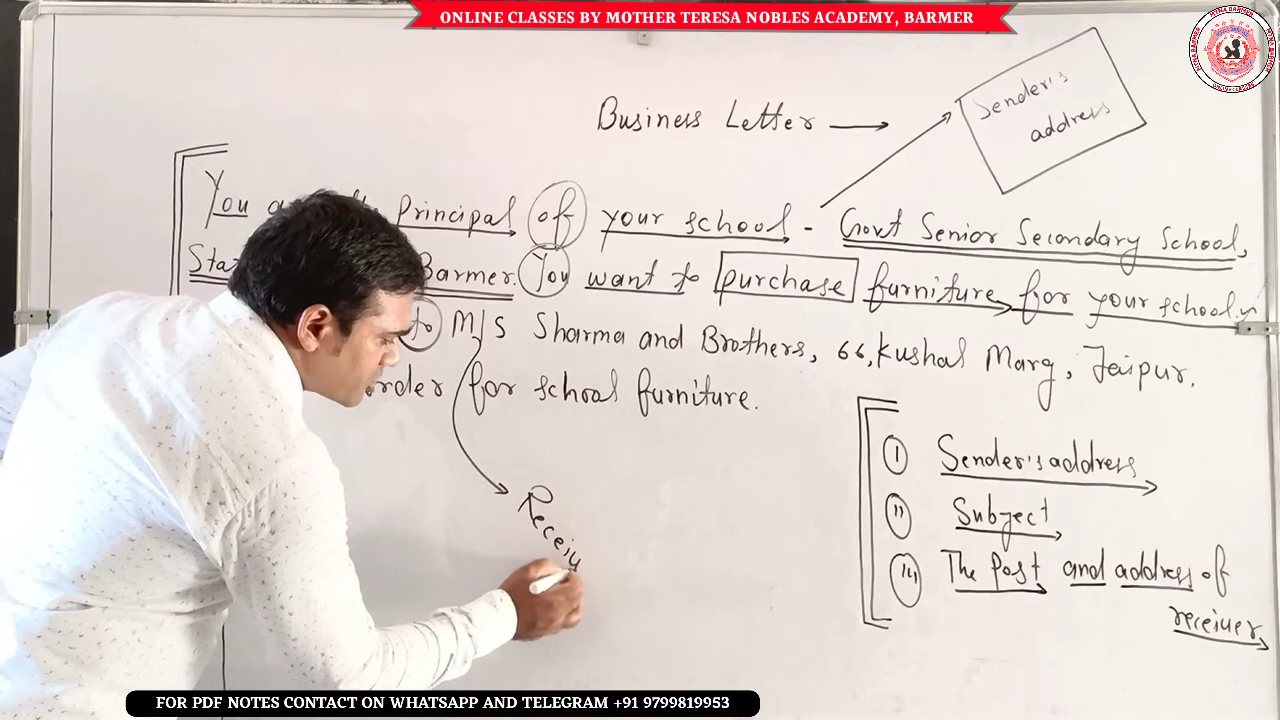 ONLINE CLASSES BY MOTHER TERESA NOBLES ACADEMY, BARMER
Business Letter
Sender's
address
You principal of your school - Govt Senior Secondary School,
Barmer. You want to purchase furniture for your school.
to M/S Sharma and Brothers, 66, Kushal Marg, Jaipur.
order for school furniture.
Receiv
I Sender's address
II Subject
III The Post and address of
receiver
FOR PDF NOTES CONTACT ON WHATSAPP AND TELEGRAM +91 9799819953